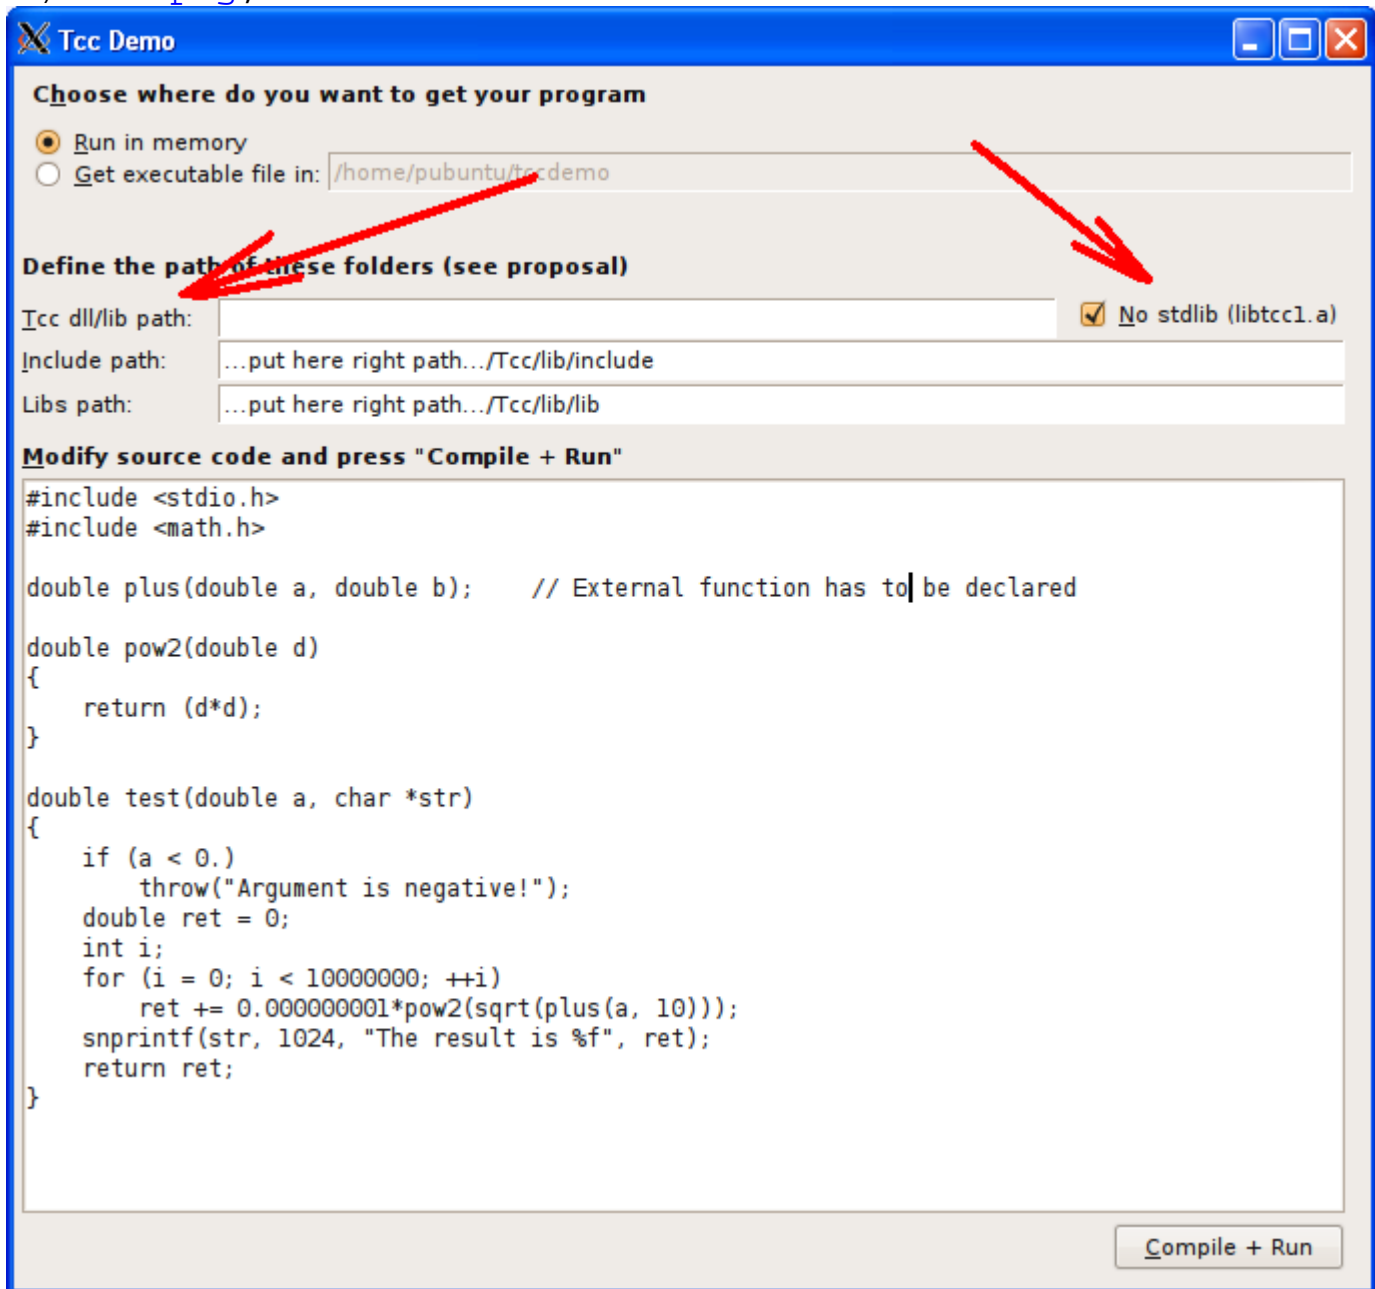 Tcc Demo
Choose where do you want to get your program
Run in memory
Get executable file in: /home/pubuntu/tccdemo
Define the path of these folders (see proposal)
Tcc dll/lib path: No stdlib (libtcc1.a)
Include path: ...put here right path.../Tcc/lib/include
Libs path: ...put here right path.../Tcc/lib/lib
Modify source code and press "Compile + Run"
#include <stdio.h>
#include <math.h>
double plus(double a, double b);    // External function has to be declared
double pow2(double d)
{
    return (d*d);
}
double test(double a, char *str)
{
    if (a < 0.)
        throw("Argument is negative!");
    double ret = 0;
    int i;
    for (i = 0; i < 10000000; ++i)
        ret += 0.000000001*pow2(sqrt(plus(a, 10)));
    snprintf(str, 1024, "The result is %f", ret);
    return ret;
}
Compile + Run